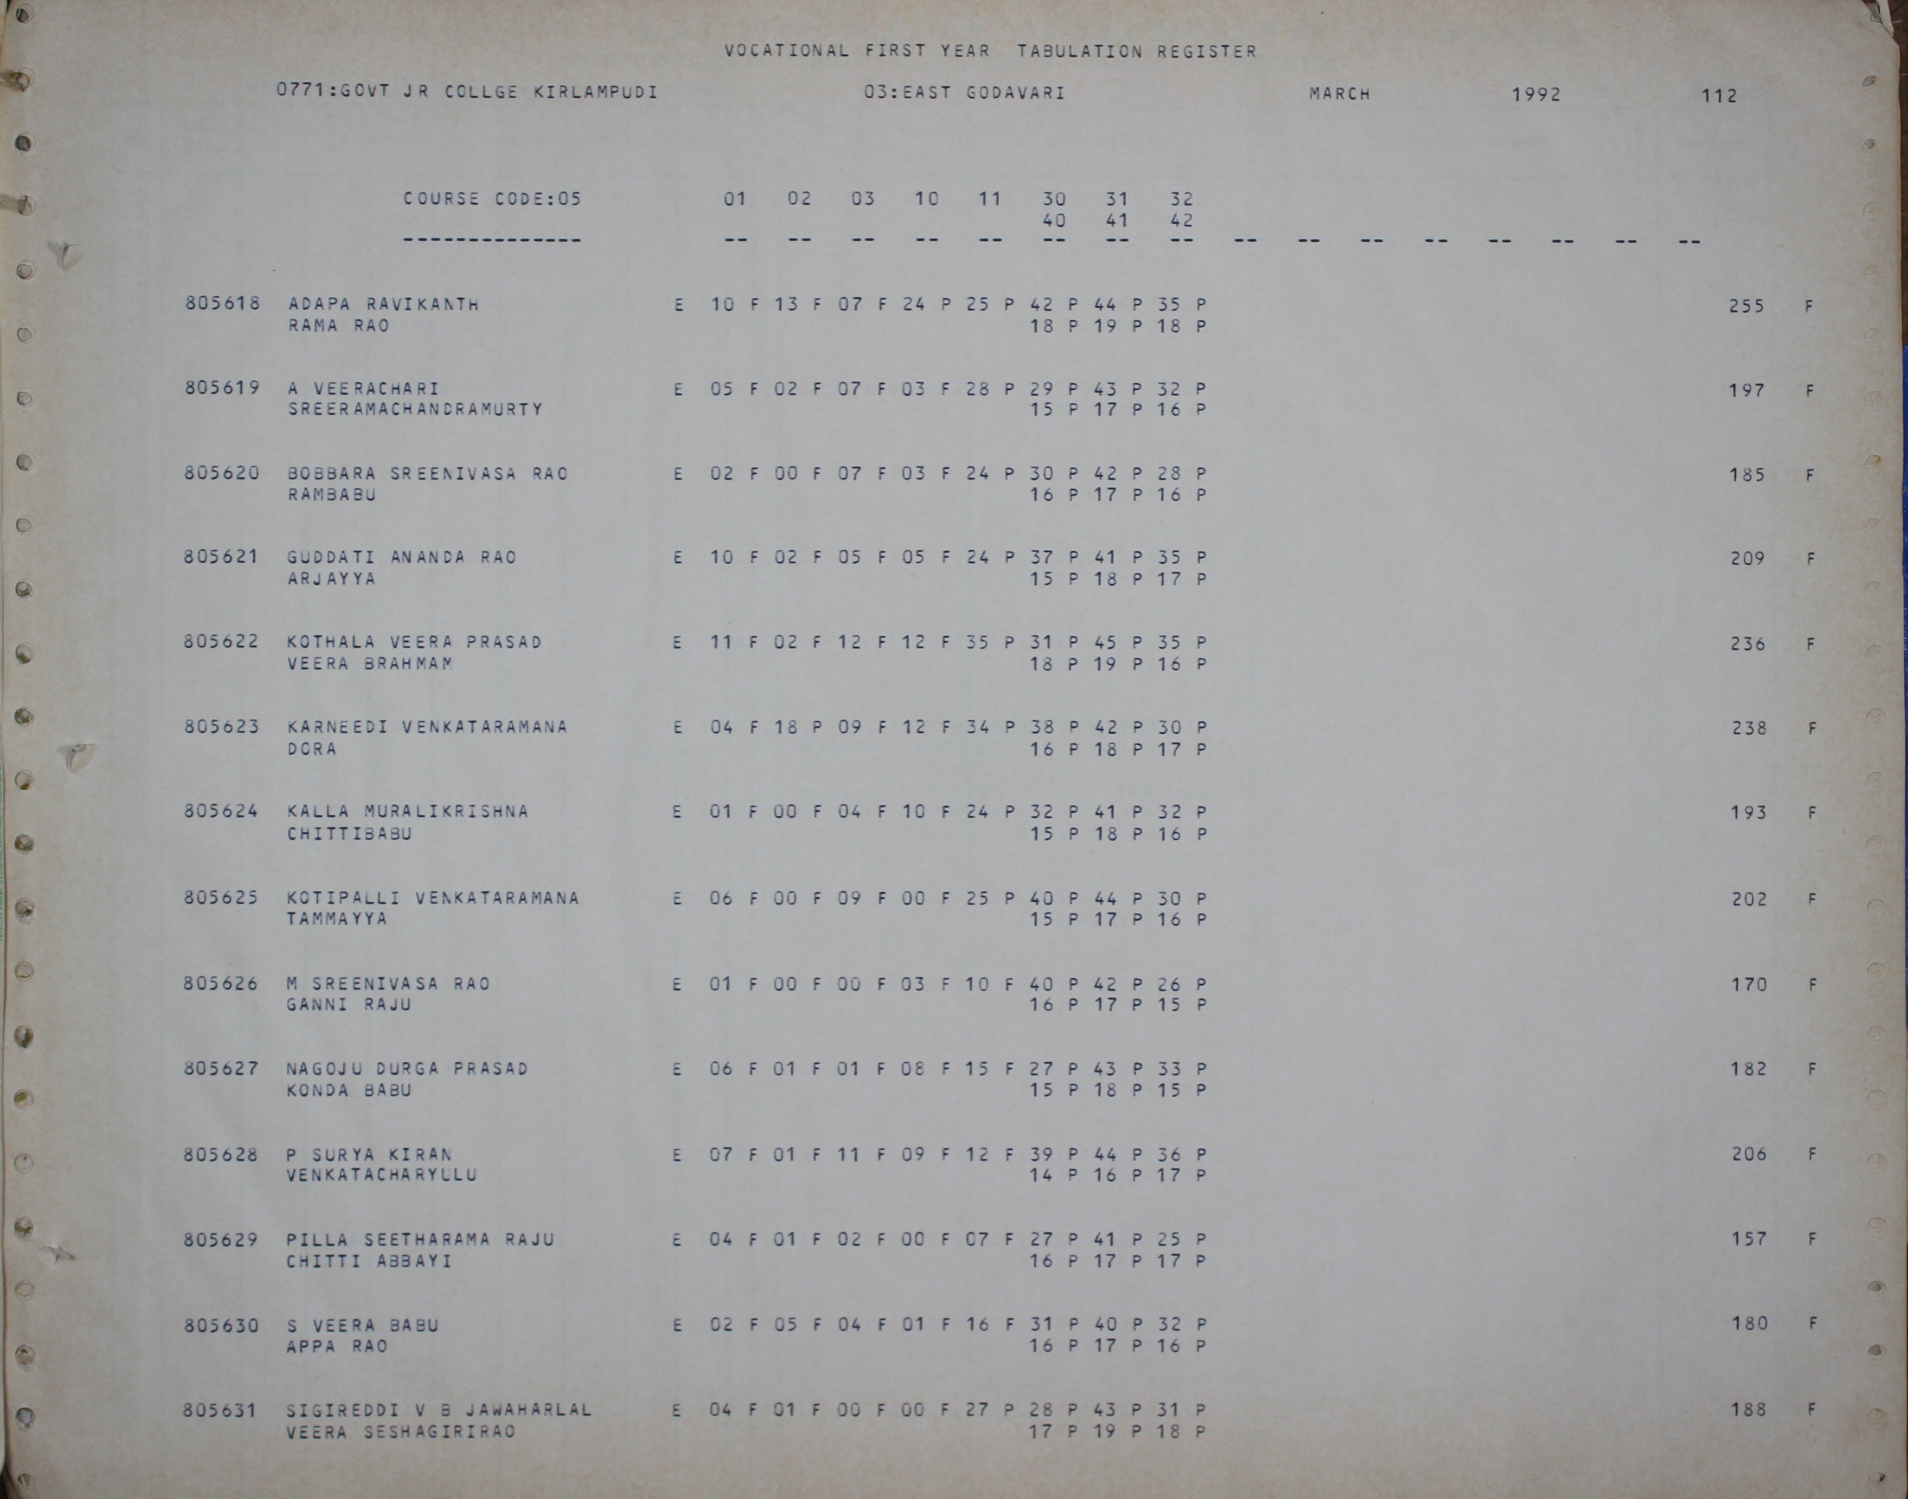 VOCATIONAL FIRST YEAR TABULATION REGISTER
0771:GOVT JR COLLGE KIRLAMPUDI 03:EAST GODAVARI MARCH 1992 112
COURSE CODE:05 01 02 03 10 11 30 31 32
40 41 42
-------------- -- -- -- -- -- -- -- -- -- -- -- -- -- -- -- --
805618 ADAPA RAVIKANTH E 10 F 13 F 07 F 24 P 25 P 42 P 44 P 35 P 255 F
RAMA RAO 18 P 19 P 18 P
805619 A VEERACHARI E 05 F 02 F 07 F 03 F 28 P 29 P 43 P 32 P 197 F
SREERAMACHANDRAMURTY 15 P 17 P 16 P
805620 BOBBARA SREENIVASA RAO E 02 F 00 F 07 F 03 F 24 P 30 P 42 P 28 P 185 F
RAMBABU 16 P 17 P 16 P
805621 GUDDATI ANANDA RAO E 10 F 02 F 05 F 05 F 24 P 37 P 41 P 35 P 209 F
ARJAYYA 15 P 18 P 17 P
805622 KOTHALA VEERA PRASAD E 11 F 02 F 12 F 12 F 35 P 31 P 45 P 35 P 236 F
VEERA BRAHMAM 18 P 19 P 16 P
805623 KARNEEDI VENKATARAMANA E 04 F 18 P 09 F 12 F 34 P 38 P 42 P 30 P 238 F
DORA 16 P 18 P 17 P
805624 KALLA MURALIKRISHNA E 01 F 00 F 04 F 10 F 24 P 32 P 41 P 32 P 193 F
CHITTIBABU 15 P 18 P 16 P
805625 KOTIPALLI VENKATARAMANA E 06 F 00 F 09 F 00 F 25 P 40 P 44 P 30 P 202 F
TAMMAYYA 15 P 17 P 16 P
805626 M SREENIVASA RAO E 01 F 00 F 00 F 03 F 10 F 40 P 42 P 26 P 170 F
GANNI RAJU 16 P 17 P 15 P
805627 NAGOJU DURGA PRASAD E 06 F 01 F 01 F 08 F 15 F 27 P 43 P 33 P 182 F
KONDA BABU 15 P 18 P 15 P
805628 P SURYA KIRAN E 07 F 01 F 11 F 09 F 12 F 39 P 44 P 36 P 206 F
VENKATACHARYULU 14 P 16 P 17 P
805629 PILLA SEETHARAMA RAJU E 04 F 01 F 02 F 00 F 07 F 27 P 41 P 25 P 157 F
CHITTI ABBAYI 16 P 17 P 17 P
805630 S VEERA BABU E 02 F 05 F 04 F 01 F 16 F 31 P 40 P 32 P 180 F
APPA RAO 16 P 17 P 16 P
805631 SIGIREDDI V B JAWAHARLAL E 04 F 01 F 00 F 00 F 27 P 28 P 43 P 31 P 188 F
VEERA SESHAGIRIRAO 17 P 19 P 18 P